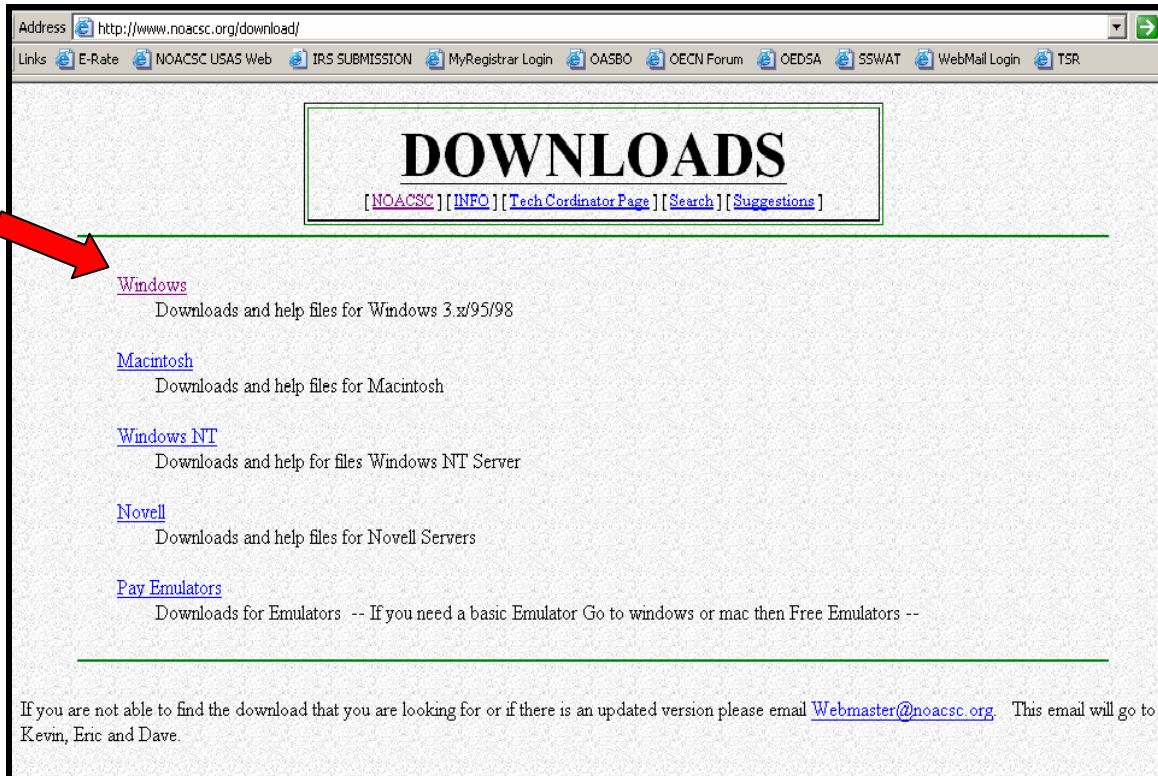 Address http://www.noacsc.org/download/
Links E-Rate NOACSC USAS Web IRS SUBMISSION MyRegistrar Login OASBO OECN Forum OEDSA SSWAT WebMail Login TSR
DOWNLOADS
[ NOACSC ] [ INFO ] [ Tech Cordinator Page ] [ Search ] [ Suggestions ]
Windows
Downloads and help files for Windows 3.x/95/98
Macintosh
Downloads and help files for Macintosh
Windows NT
Downloads and help for files Windows NT Server
Novell
Downloads and help files for Novell Servers
Pay Emulators
Downloads for Emulators -- If you need a basic Emulator Go to windows or mac then Free Emulators --
If you are not able to find the download that you are looking for or if there is an updated version please email Webmaster@noacsc.org. This email will go to
Kevin, Eric and Dave.